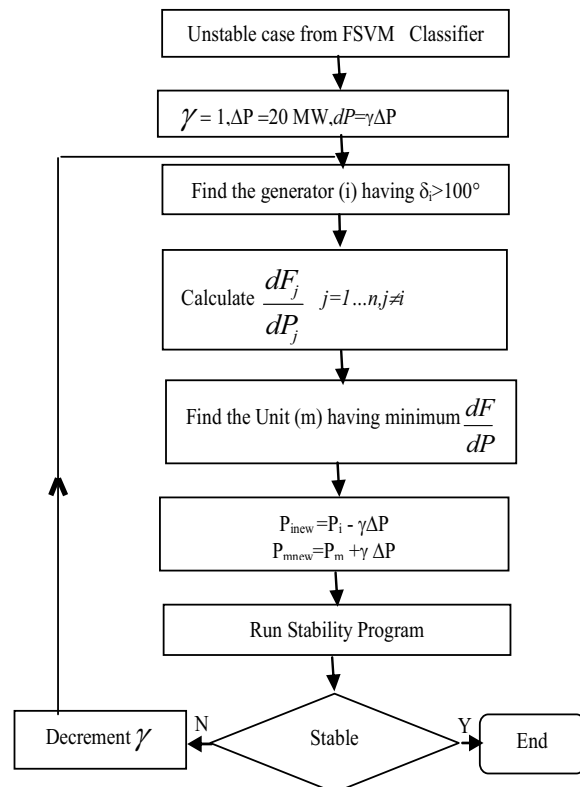 Unstable case from FSVM Classifier
γ = 1,ΔP =20 MW,dP=γΔP
Find the generator (i) having δi>100°
Calculate dFj/dPj j=1...n,j≠i
Find the Unit (m) having minimum dF/dP
Pinew =Pi - γΔP
Pmnew=Pm +γ ΔP
Run Stability Program
Decrement γ
N
Stable
Y
End